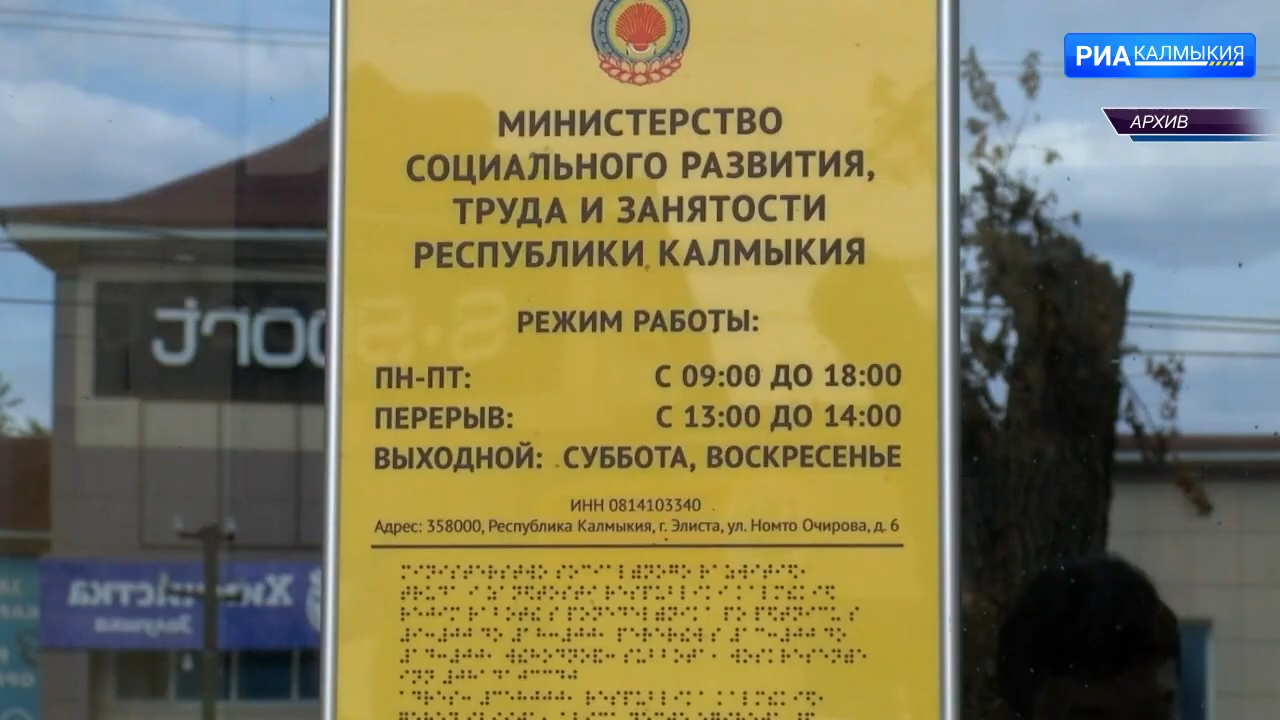 РИА КАЛМЫКИЯ
АРХИВ
МИНИСТЕРСТВО
СОЦИАЛЬНОГО РАЗВИТИЯ,
ТРУДА И ЗАНЯТОСТИ
РЕСПУБЛИКИ КАЛМЫКИЯ
РЕЖИМ РАБОТЫ:
ПН-ПТ: С 09:00 ДО 18:00
ПЕРЕРЫВ: С 13:00 ДО 14:00
ВЫХОДНОЙ: СУББОТА, ВОСКРЕСЕНЬЕ
ИНН 0814103340
Адрес: 358000, Республика Калмыкия, г. Элиста, ул. Номто Очирова, д. 6
Химчистка
Золушка